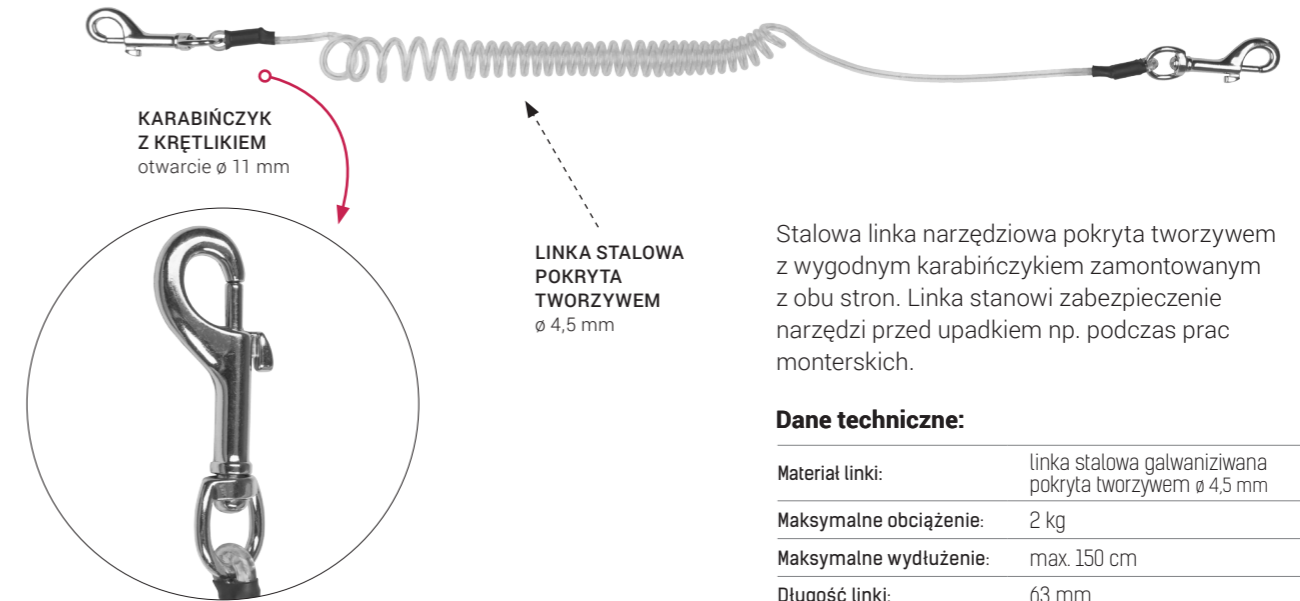 KARABIŃCZYK
Z KRĘTLIKIEM
otwarcie ø 11 mm
LINKA STALOWA
POKRYTA
TWORZYWEM
ø 4,5 mm
Stalowa linka narzędziowa pokryta tworzywem
z wygodnym karabińczykiem zamontowanym
z obu stron. Linka stanowi zabezpieczenie
narzędzi przed upadkiem np. podczas prac
monterskich.
Dane techniczne:
Materiał linki: linka stalowa galwaniziwana
pokryta tworzywem ø 4,5 mm
Maksymalne obciążenie: 2 kg
Maksymalne wydłużenie: max. 150 cm
Długość linki: 63 mm